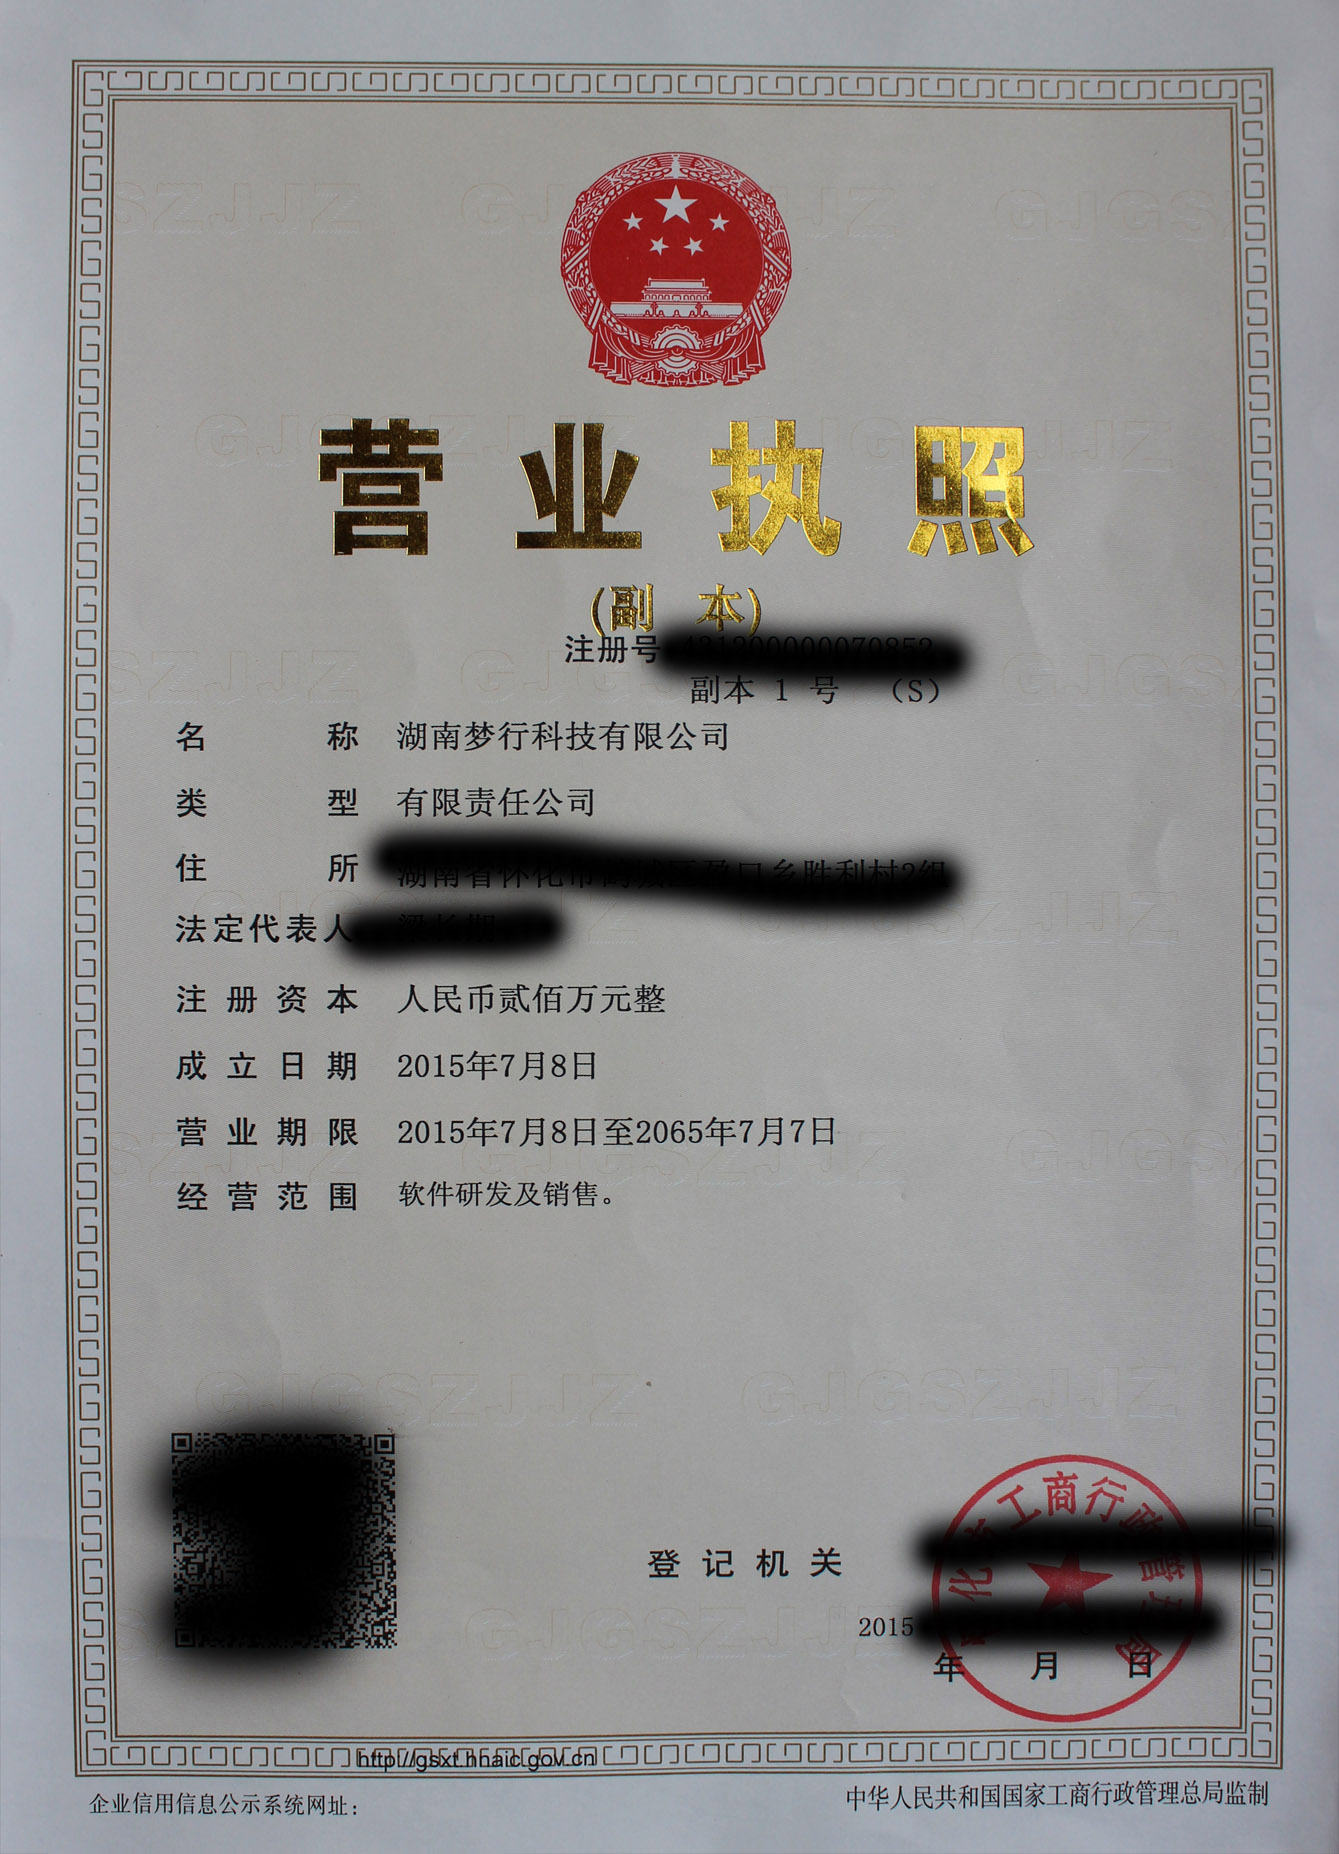 营业执照
(副 本)
注册号
副本 1 号 （S）
名 称 湖南梦行科技有限公司
类 型 有限责任公司
住 所
法定代表人
注册资本 人民币贰佰万元整
成立日期 2015年7月8日
营业期限 2015年7月8日至2065年7月7日
经营范围 软件研发及销售。
登记机关
工商行
2015
年 月 日
http://gsxt.hnaic.gov.cn
企业信用信息公示系统网址：
中华人民共和国国家工商行政管理总局监制